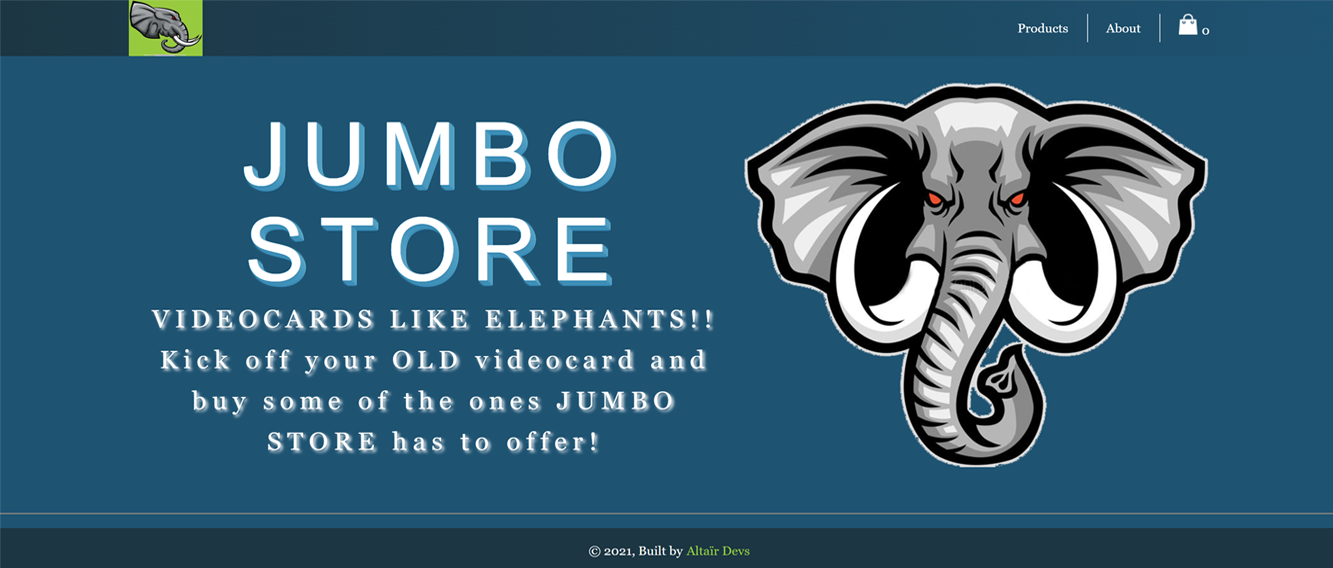 Products
About
0
JUMBO
STORE
VIDEOCARDS LIKE ELEPHANTS!!
Kick off your OLD videocard and
buy some of the ones JUMBO
STORE has to offer!
© 2021, Built by Altaïr Devs